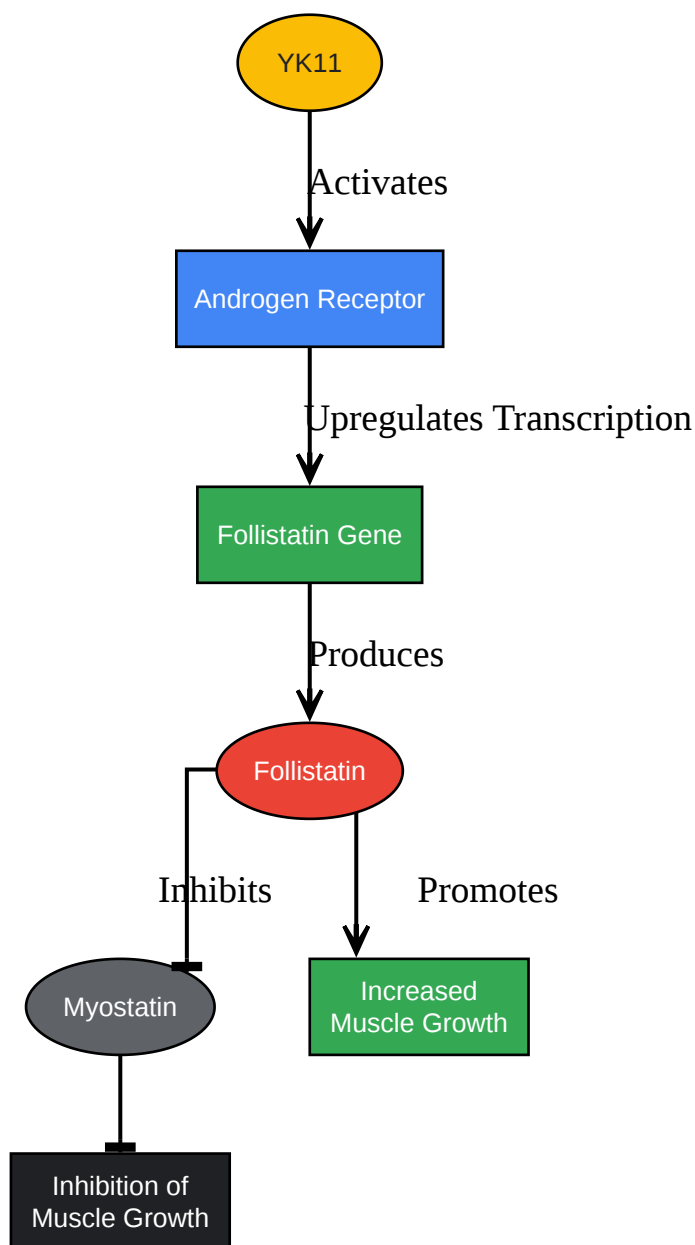 YK11
Activates
Androgen Receptor
Upregulates Transcription
Follistatin Gene
Produces
Follistatin
Inhibits
Promotes
Myostatin
Increased
Muscle Growth
Inhibition of
Muscle Growth